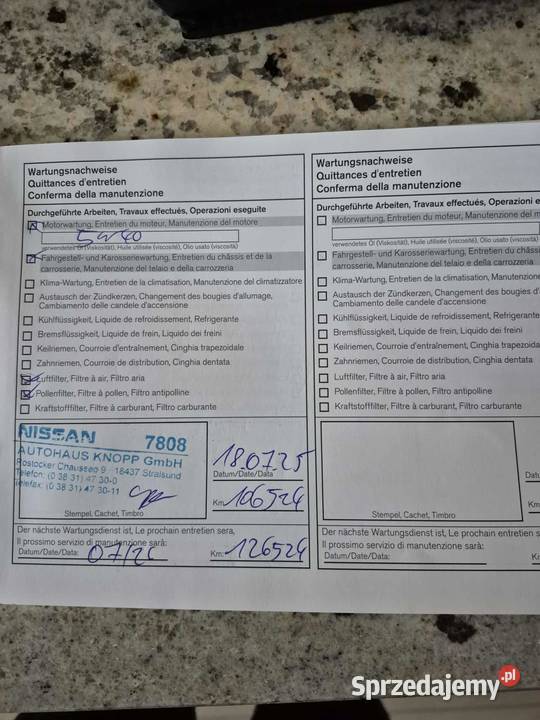 Wartungsnachweise
Quittances d'entretien
Conferma della manutenzione
Durchgeführte Arbeiten, Travaux effectués, Operazioni eseguite
Motorwartung, Entretien du moteur, Manutenzione del motore
5W40
verwendetes Öl (Viskosität), Huile utilisée (viscosité), Olio usato (viscosità)
Fahrgestell- und Karosseriewartung, Entretien du châssis et de la
carrosserie, Manutenzione del telaio e della carrozzeria
Klima-Wartung, Entretien de la climatisation, Manutenzione del climatizzatore
Austausch der Zündkerzen, Changement des bougies d'allumage,
Cambiamento delle candele d'accensione
Kühlflüssigkeit, Liquide de refroidissement, Refrigerante
Bremsflüssigkeit, Liquide de frein, Liquido dei freini
Keilriemen, Courroie d'entraînement, Cinghia trapezoidale
Zahnriemen, Courroie de distribution, Cinghia dentata
Luftfilter, Filtre à air, Filtro aria
Pollenfilter, Filtre à pollen, Filtro antipolline
Kraftstofffilter, Filtre à carburant, Filtro carburante
NISSAN 7808
AUTOHAUS KNOPP GmbH
Rostocker Chaussee 9 · 18437 Stralsund
Telefon: (0 38 31) 47 30-0
Telefax: (0 38 31) 47 30-11
Stempel, Cachet, Timbro
18.07.25
Datum/Date/Data
Km: 106524
Der nächste Wartungsdienst ist, Le prochain entretien sera,
Il prossimo servizio di manutenzione sarà:
Datum/Date/Data: 07/26
Km: 126524
Wartungsnachweise
Quittances d'entretien
Conferma della manutenzione
Durchgeführte Arbeiten, Travaux effectués, Operazioni e
Motorwartung, Entretien du moteur, Manutenzione del m
verwendetes Öl (Viskosität), Huile utilisée (viscosité), Olio usato (viscos
Fahrgestell- und Karosseriewartung, Entretien du châss
carrosserie, Manutenzione del telaio e della carrozzeria
Klima-Wartung, Entretien de la climatisation, Manutenzione
Austausch der Zündkerzen, Changement des bougies d'
Cambiamento delle candele d'accensione
Kühlflüssigkeit, Liquide de refroidissement, Refrigerante
Bremsflüssigkeit, Liquide de frein, Liquido dei freini
Keilriemen, Courroie d'entraînement, Cinghia trapezoida
Zahnriemen, Courroie de distribution, Cinghia dentata
Luftfilter, Filtre à air, Filtro aria
Pollenfilter, Filtre à pollen, Filtro antipolline
Kraftstofffilter, Filtre à carburant, Filtro carburante
Stempel, Cachet, Timbro
Datu
Km
Der nächste Wartungsdienst ist, Le prochain entretien s
Il prossimo servizio di manutenzione sarà:
Datum/Date/Data:
K
Sprzedajemy.pl